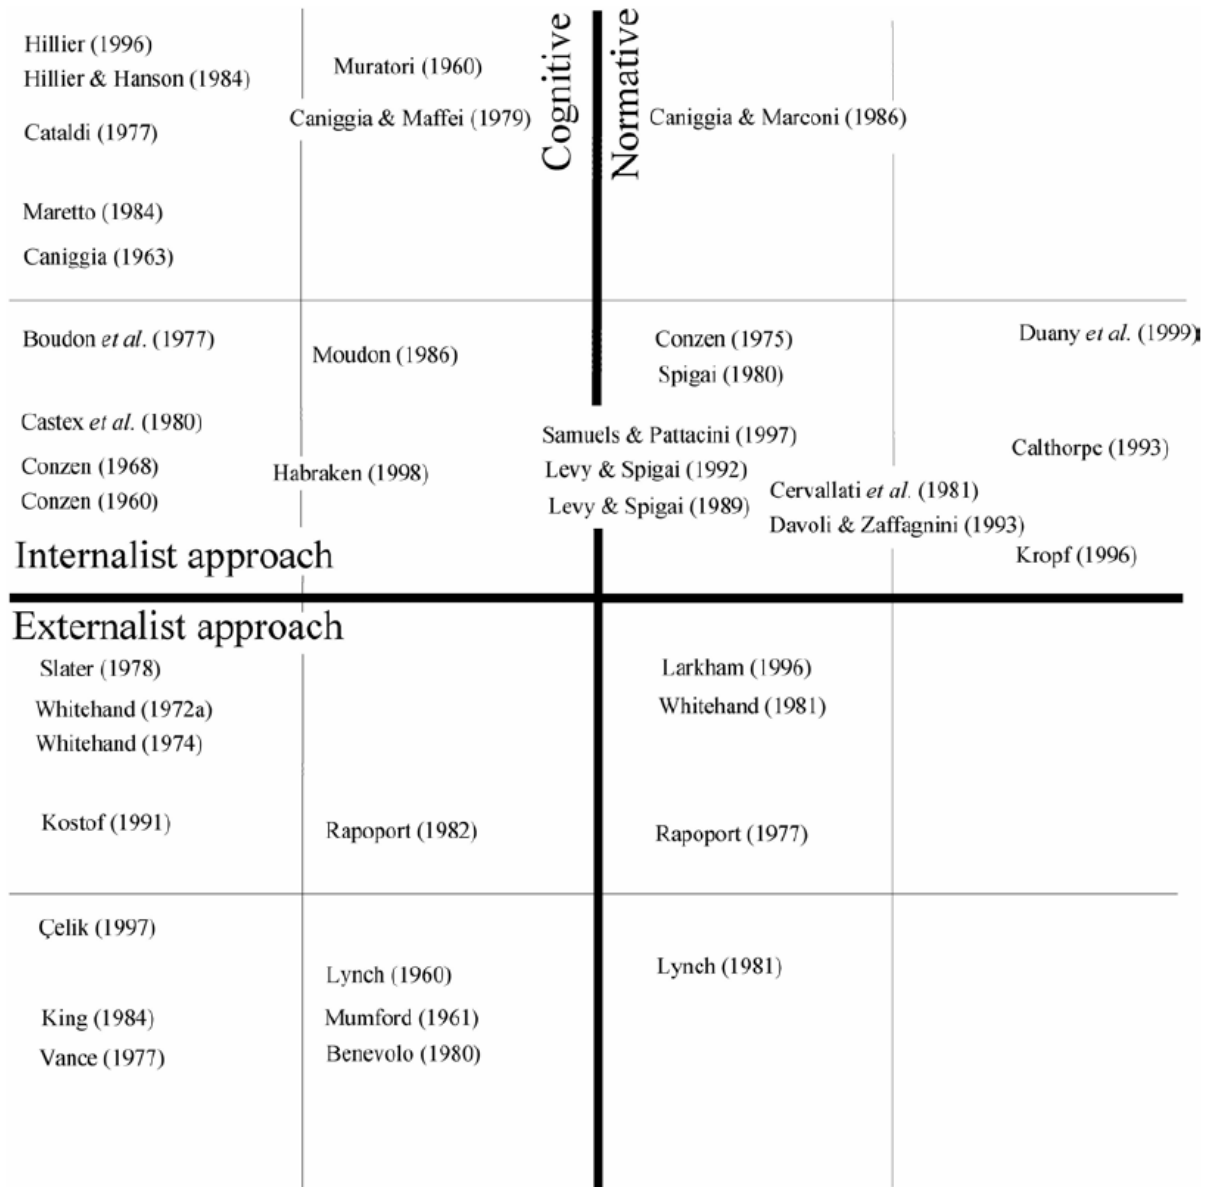 Hillier (1996)
Hillier & Hanson (1984)
Cataldi (1977)
Maretto (1984)
Caniggia (1963)
Muratori (1960)
Caniggia & Maffei (1979)
Cognitive
Normative
Caniggia & Marconi (1986)
Boudon et al. (1977)
Castex et al. (1980)
Conzen (1968)
Conzen (1960)
Moudon (1986)
Habraken (1998)
Conzen (1975)
Spigai (1980)
Samuels & Pattacini (1997)
Levy & Spigai (1992)
Levy & Spigai (1989)
Cervallati et al. (1981)
Davoli & Zaffagnini (1993)
Duany et al. (1999)
Calthorpe (1993)
Kropf (1996)
Internalist approach
Externalist approach
Slater (1978)
Whitehand (1972a)
Whitehand (1974)
Kostof (1991)
Rapoport (1982)
Larkham (1996)
Whitehand (1981)
Rapoport (1977)
Çelik (1997)
King (1984)
Vance (1977)
Lynch (1960)
Mumford (1961)
Benevolo (1980)
Lynch (1981)